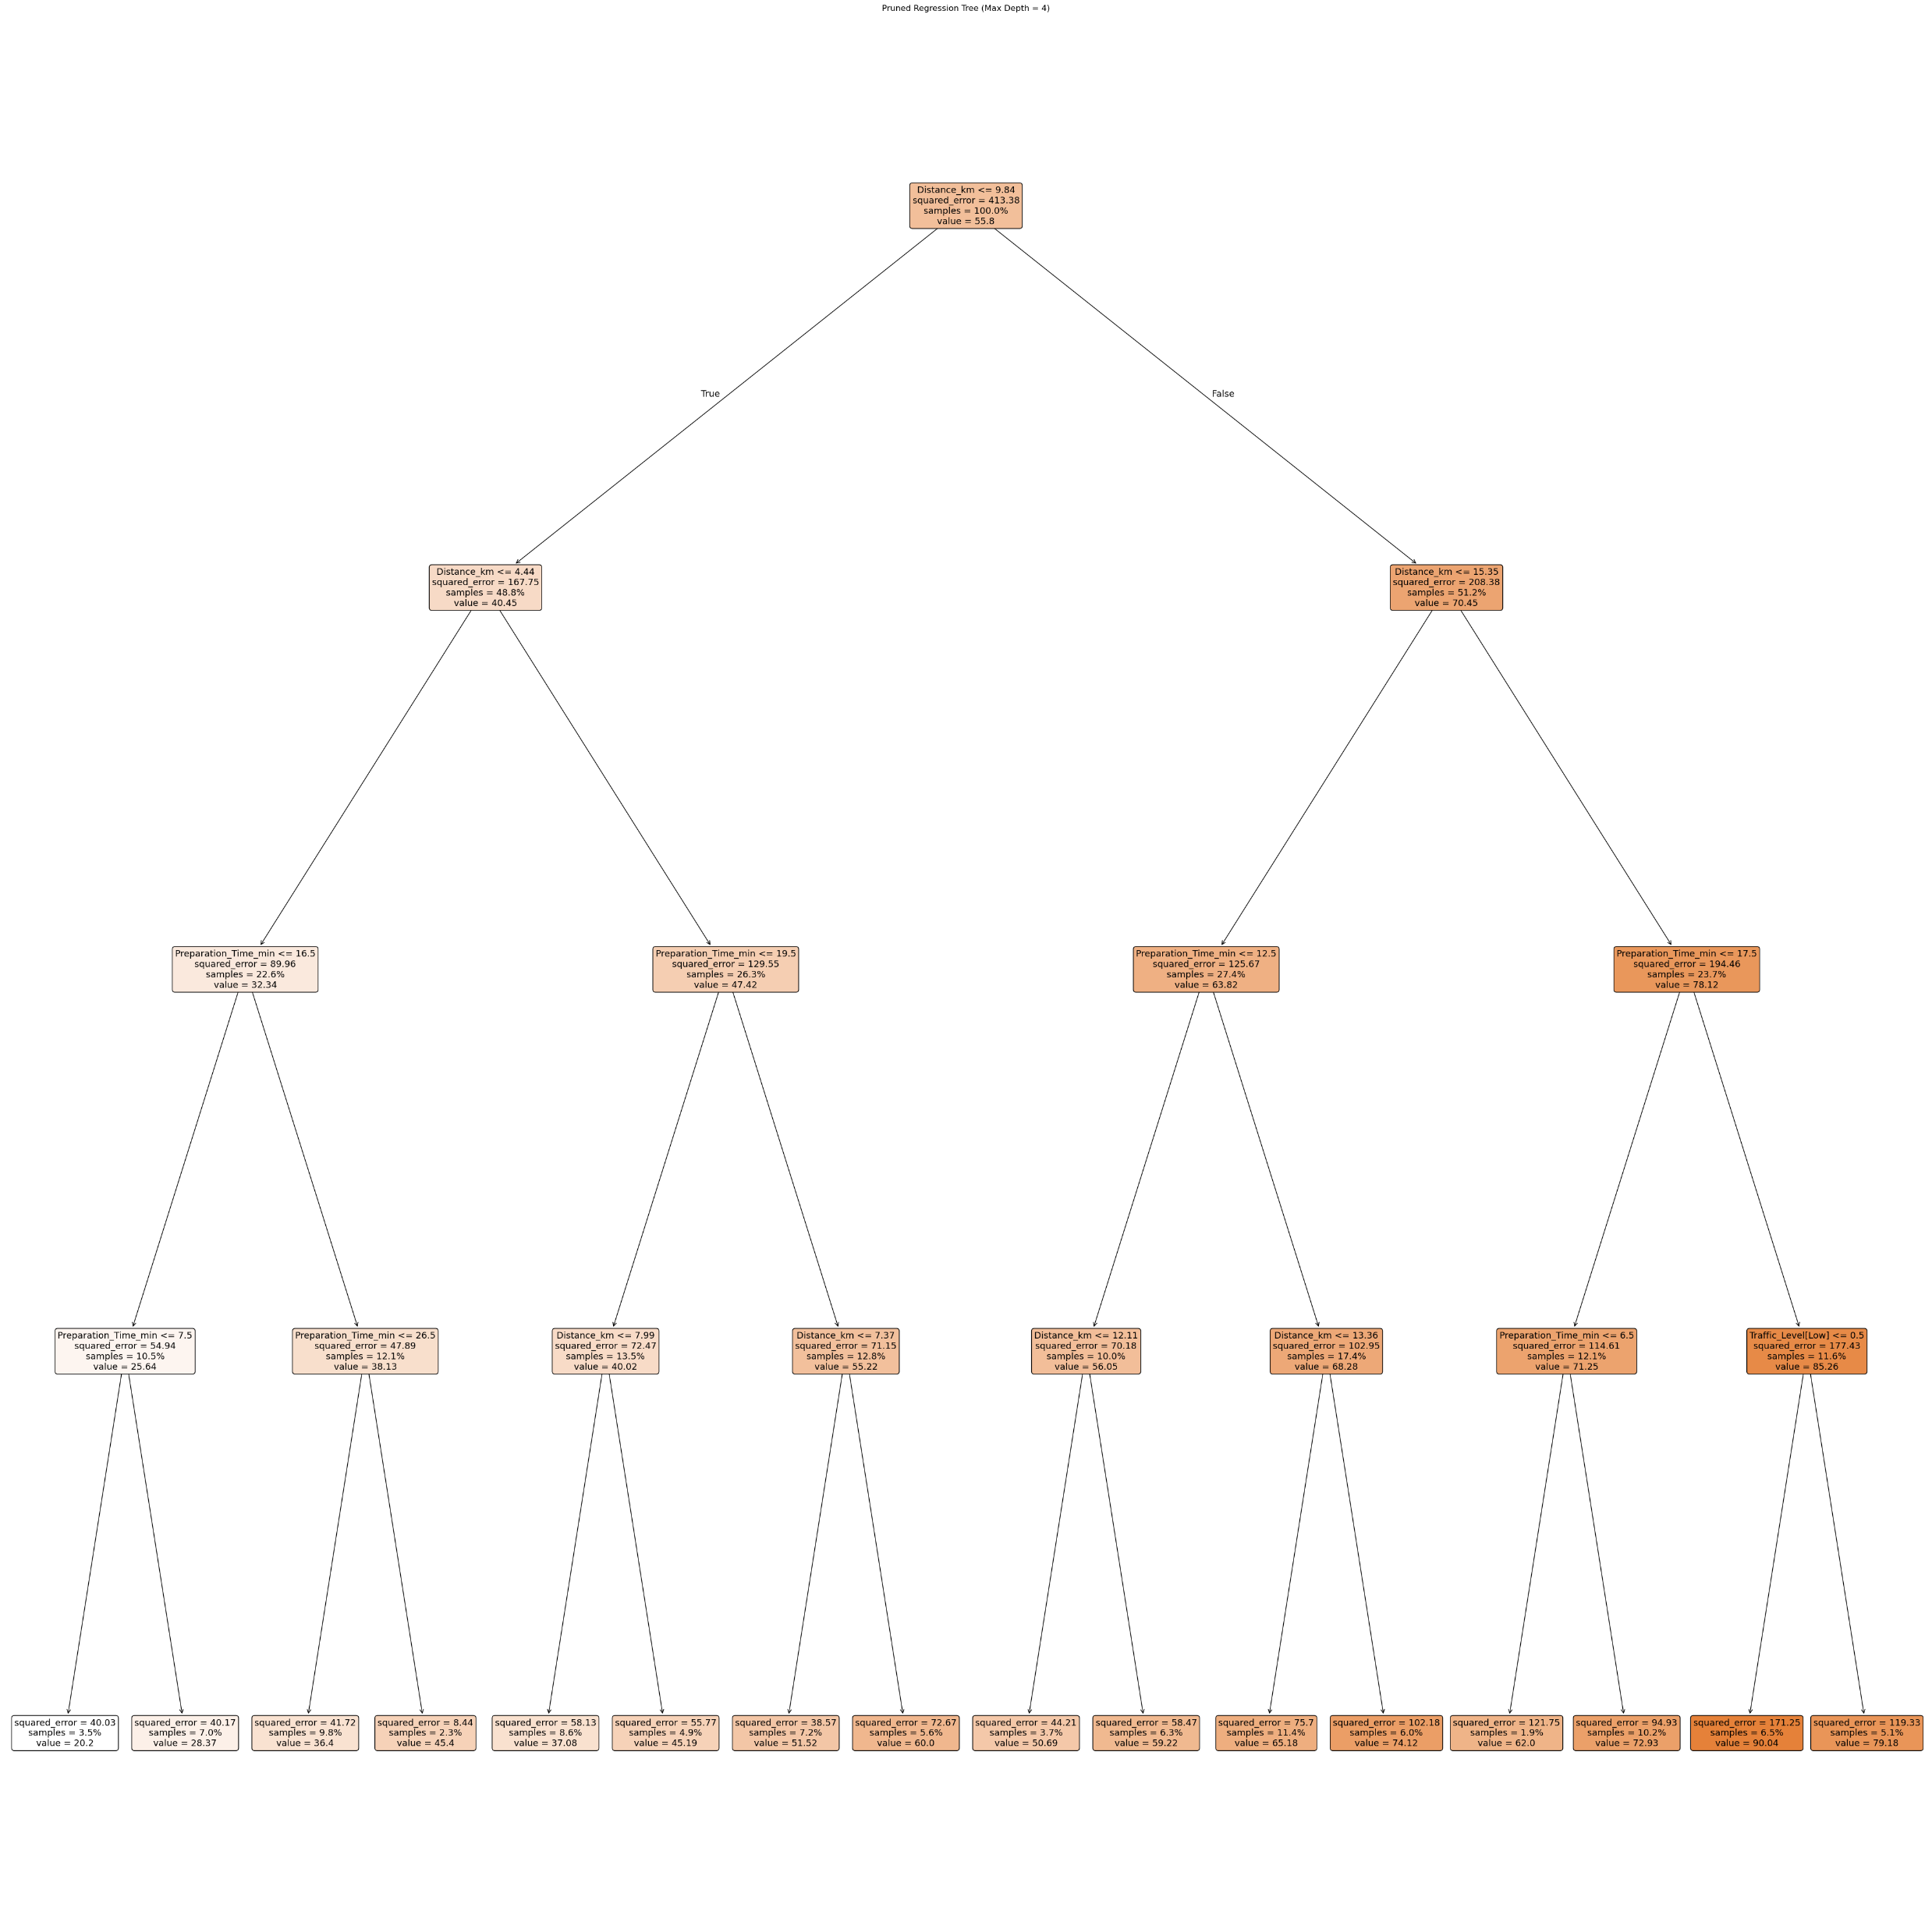 Pruned Regression Tree (Max Depth = 4)
Distance_km <= 9.84
squared_error = 413.38
samples = 100.0%
value = 55.8
True
False
Distance_km <= 4.44
squared_error = 167.75
samples = 48.8%
value = 40.45
Distance_km <= 15.35
squared_error = 208.38
samples = 51.2%
value = 70.45
Preparation_Time_min <= 16.5
squared_error = 89.96
samples = 22.6%
value = 32.34
Preparation_Time_min <= 19.5
squared_error = 129.55
samples = 26.3%
value = 47.42
Preparation_Time_min <= 12.5
squared_error = 125.67
samples = 27.4%
value = 63.82
Preparation_Time_min <= 17.5
squared_error = 194.46
samples = 23.7%
value = 78.12
Preparation_Time_min <= 7.5
squared_error = 54.94
samples = 10.5%
value = 25.64
Preparation_Time_min <= 26.5
squared_error = 47.89
samples = 12.1%
value = 38.13
Distance_km <= 7.99
squared_error = 72.47
samples = 13.5%
value = 40.02
Distance_km <= 7.37
squared_error = 71.15
samples = 12.8%
value = 55.22
Distance_km <= 12.11
squared_error = 70.18
samples = 10.0%
value = 56.05
Distance_km <= 13.36
squared_error = 102.95
samples = 17.4%
value = 68.28
Preparation_Time_min <= 6.5
squared_error = 114.61
samples = 12.1%
value = 71.25
Traffic_Level[Low] <= 0.5
squared_error = 177.43
samples = 11.6%
value = 85.26
squared_error = 40.03
samples = 3.5%
value = 20.2
squared_error = 40.17
samples = 7.0%
value = 28.37
squared_error = 41.72
samples = 9.8%
value = 36.4
squared_error = 8.44
samples = 2.3%
value = 45.4
squared_error = 58.13
samples = 8.6%
value = 37.08
squared_error = 55.77
samples = 4.9%
value = 45.19
squared_error = 38.57
samples = 7.2%
value = 51.52
squared_error = 72.67
samples = 5.6%
value = 60.0
squared_error = 44.21
samples = 3.7%
value = 50.69
squared_error = 58.47
samples = 6.3%
value = 59.22
squared_error = 75.7
samples = 11.4%
value = 65.18
squared_error = 102.18
samples = 6.0%
value = 74.12
squared_error = 121.75
samples = 1.9%
value = 62.0
squared_error = 94.93
samples = 10.2%
value = 72.93
squared_error = 171.25
samples = 6.5%
value = 90.04
squared_error = 119.33
samples = 5.1%
value = 79.18